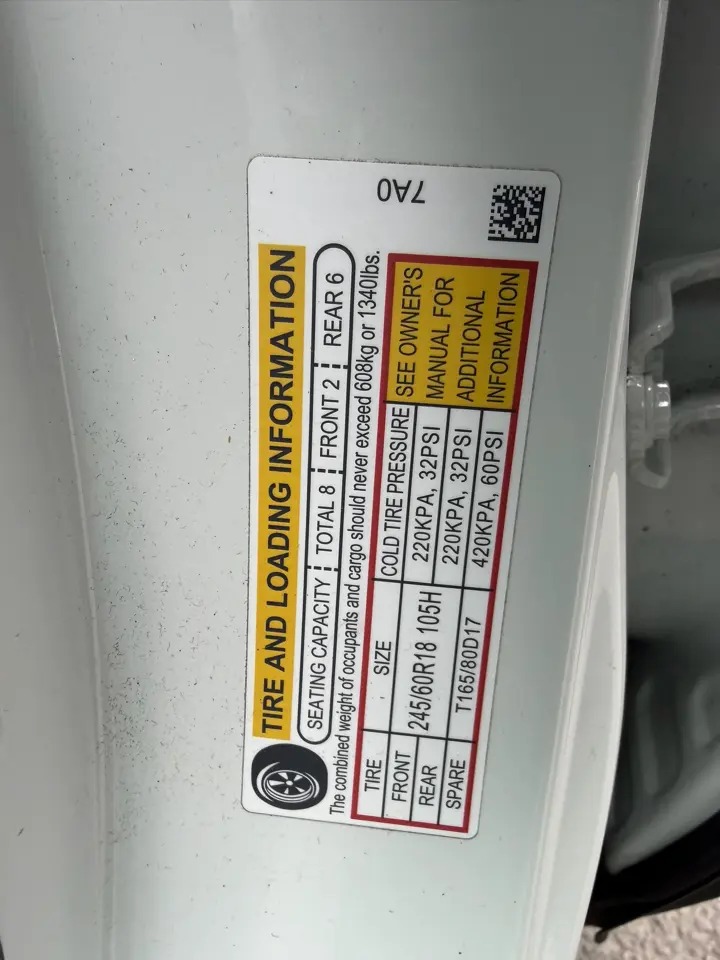 TIRE AND LOADING INFORMATION
SEATING CAPACITY TOTAL 8 FRONT 2 REAR 6
The combined weight of occupants and cargo should never exceed 608kg or 1340lbs.
TIRE SIZE COLD TIRE PRESSURE
FRONT 245/60R18 105H 220KPA, 32PSI
REAR 220KPA, 32PSI
SPARE T165/80D17 420KPA, 60PSI
SEE OWNER'S
MANUAL FOR
ADDITIONAL
INFORMATION
7A0